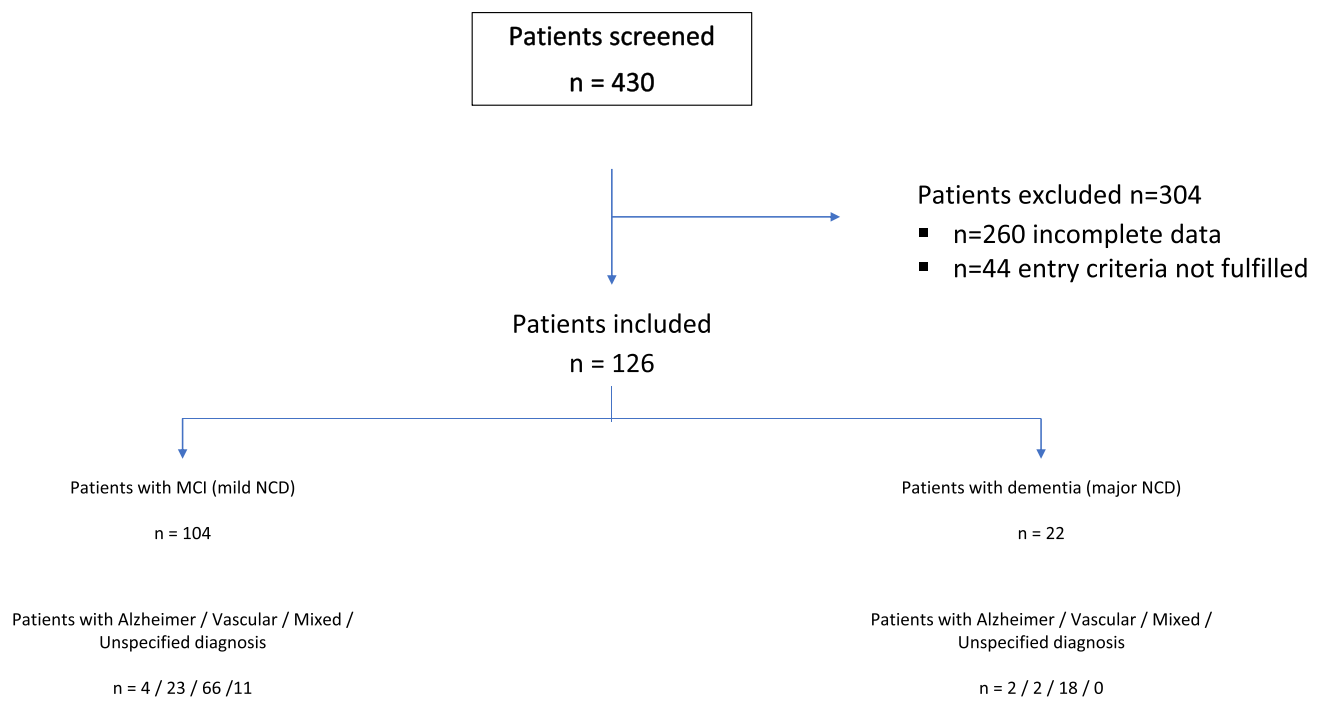 Patients screened
n = 430
Patients excluded n=304
▪ n=260 incomplete data
▪ n=44 entry criteria not fulfilled
Patients included
n = 126
Patients with MCI (mild NCD)
n = 104
Patients with Alzheimer / Vascular / Mixed /
Unspecified diagnosis
n = 4 / 23 / 66 /11
Patients with dementia (major NCD)
n = 22
Patients with Alzheimer / Vascular / Mixed /
Unspecified diagnosis
n = 2 / 2 / 18 / 0